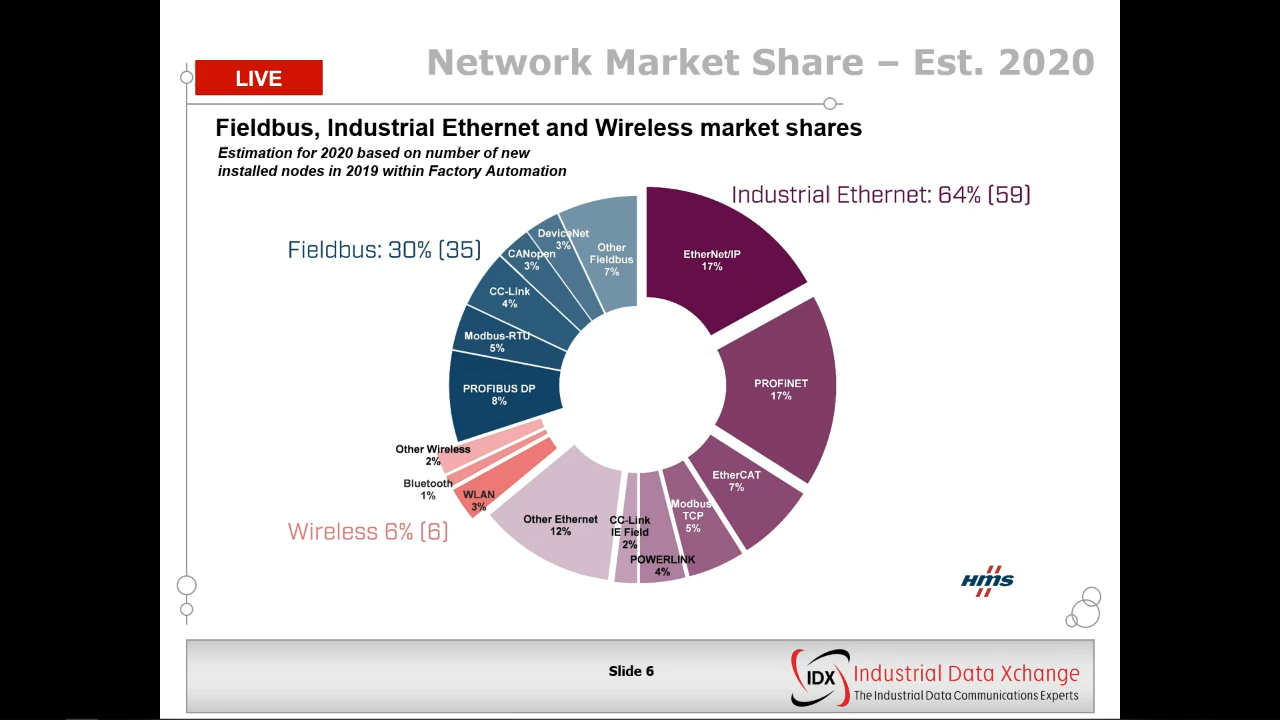 Network Market Share – Est. 2020
LIVE
Fieldbus, Industrial Ethernet and Wireless market shares
Estimation for 2020 based on number of new
installed nodes in 2019 within Factory Automation
Industrial Ethernet: 64% (59)
Fieldbus: 30% (35)
Wireless 6% (6)
EtherNet/IP
17%
PROFINET
17%
EtherCAT
7%
Modbus
TCP
5%
POWERLINK
4%
CC-Link
IE Field
2%
Other Ethernet
12%
WLAN
3%
Bluetooth
1%
Other Wireless
2%
PROFIBUS DP
8%
Modbus-RTU
5%
CC-Link
4%
CANopen
3%
DeviceNet
3%
Other
Fieldbus
7%
HMS
Slide 6
IDX
Industrial Data Xchange
The Industrial Data Communications Experts